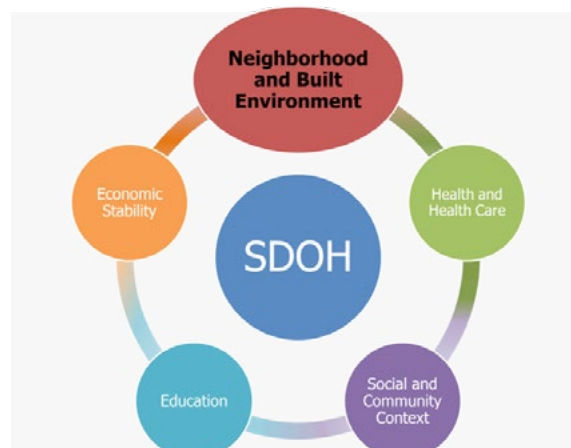 Neighborhood
and Built
Environment
Economic
Stability
Health and
Health Care
SDOH
Education
Social and
Community
Context